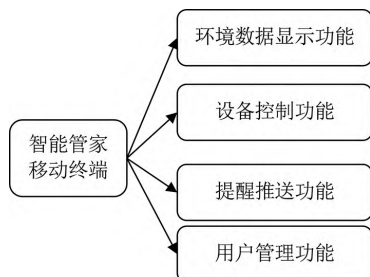 环境数据显示功能
设备控制功能
智能管家
移动终端
提醒推送功能
用户管理功能